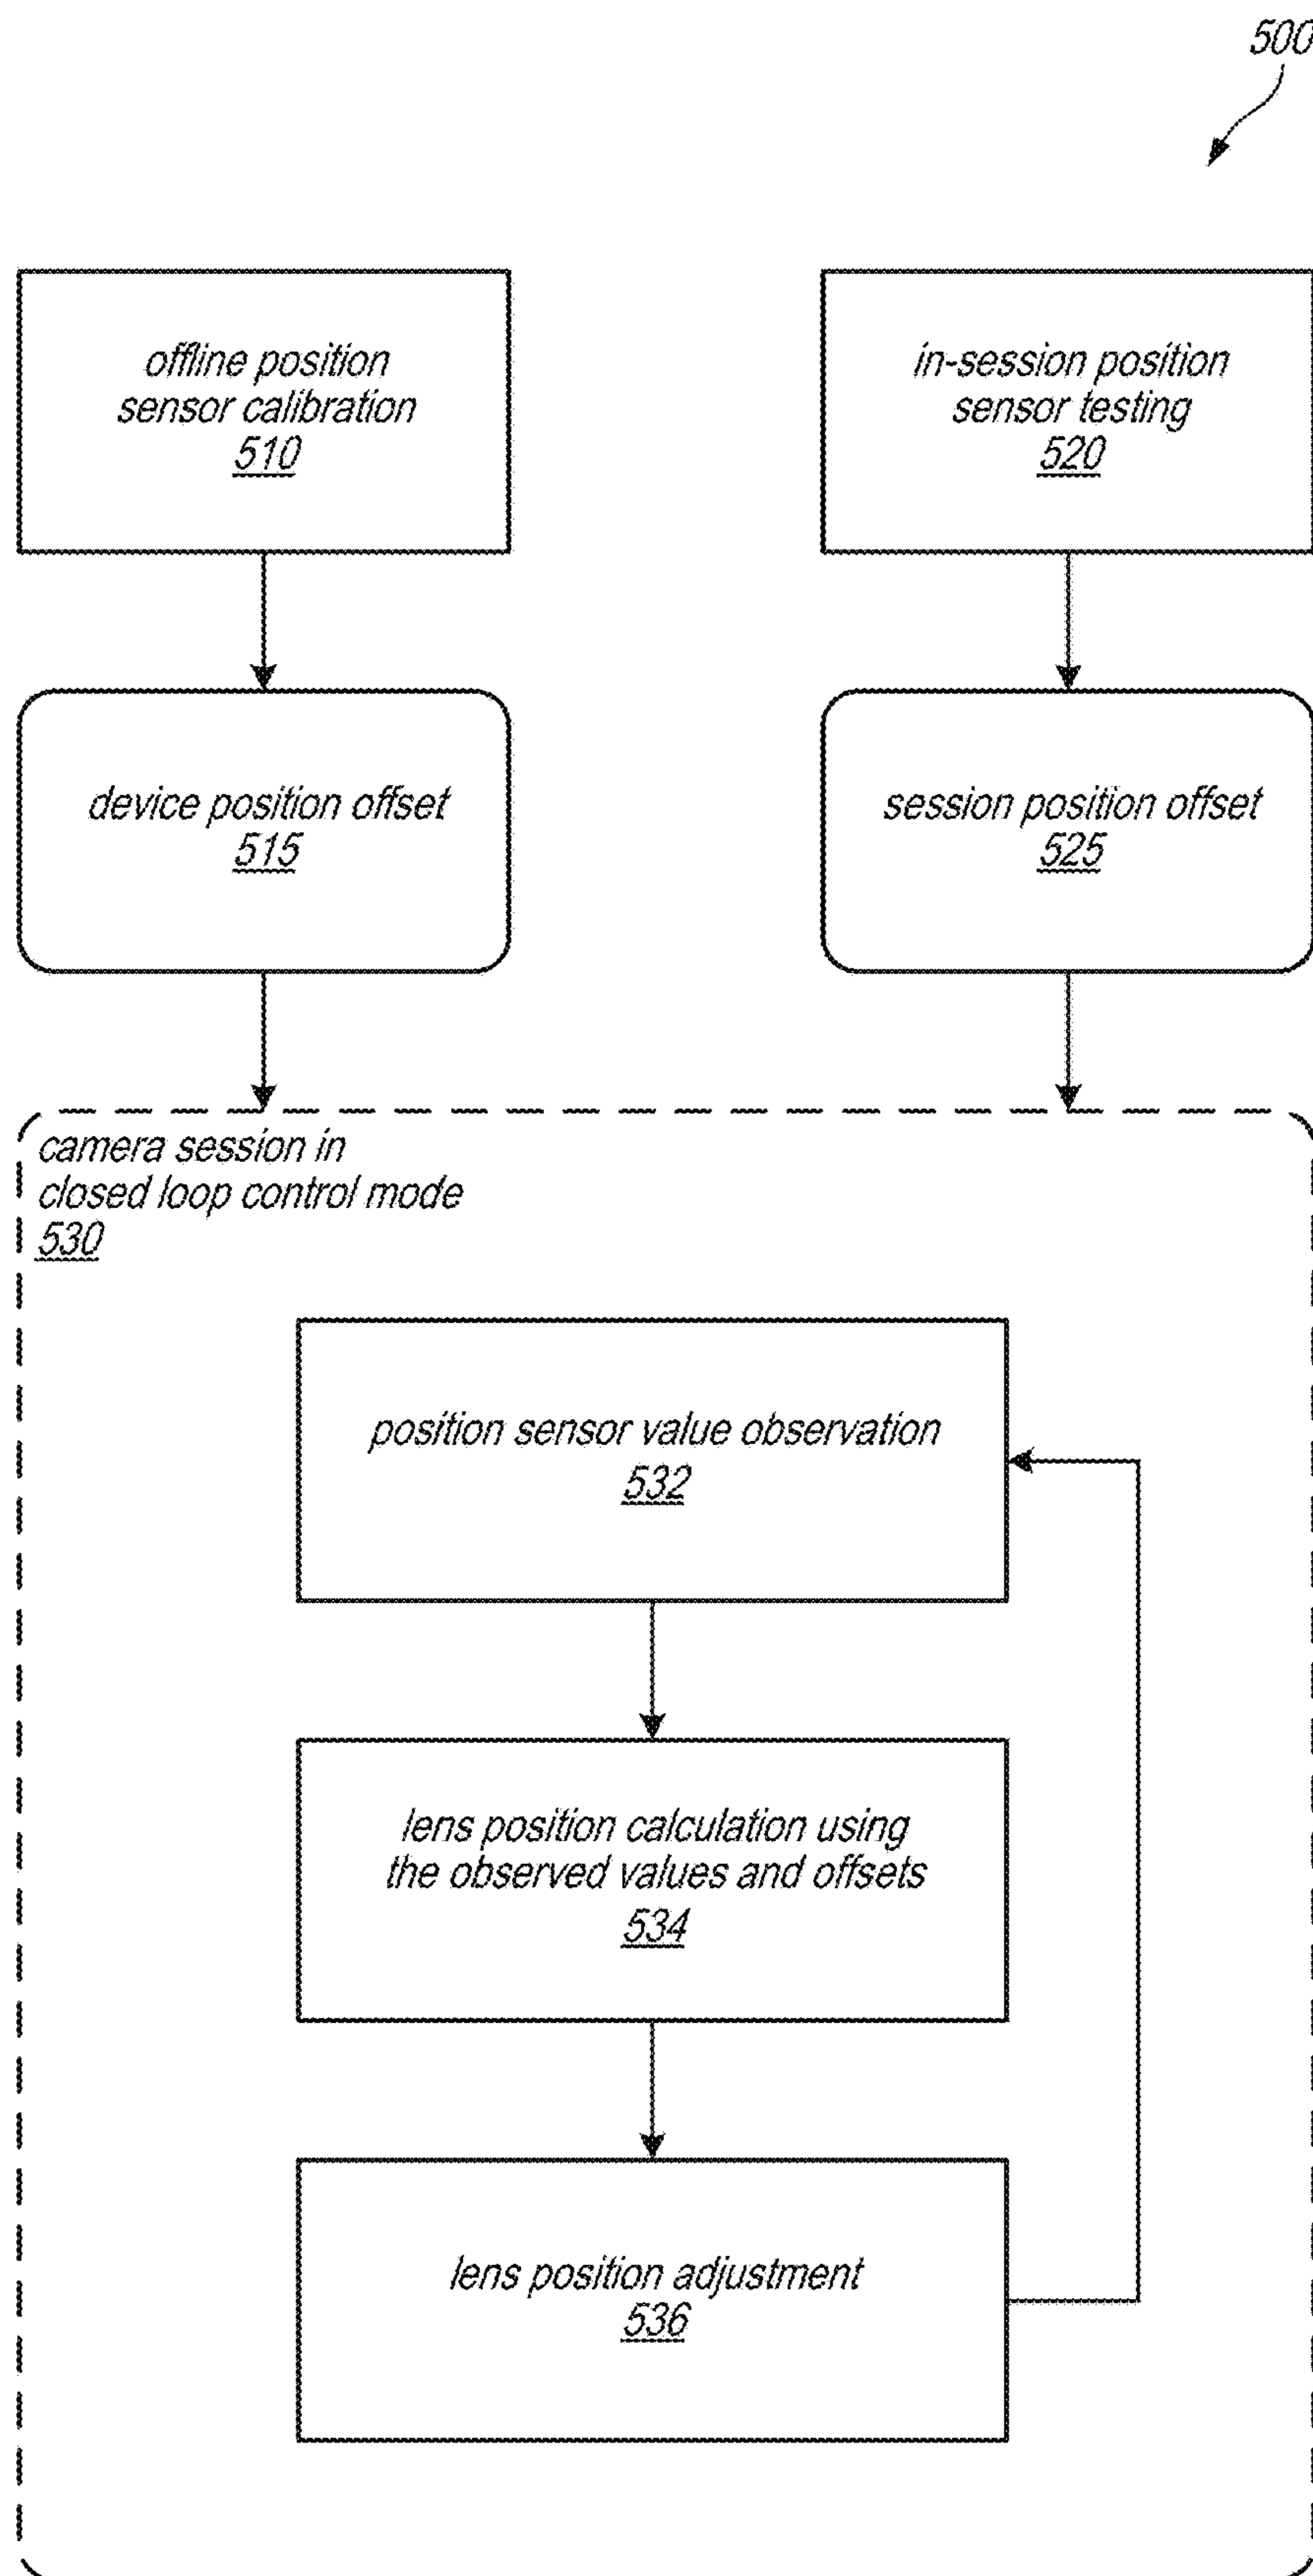 500
offline position
sensor calibration
510
in-session position
sensor testing
520
device position offset
515
session position offset
525
camera session in
closed loop control mode
530
position sensor value observation
532
lens position calculation using
the observed values and offsets
534
lens position adjustment
536